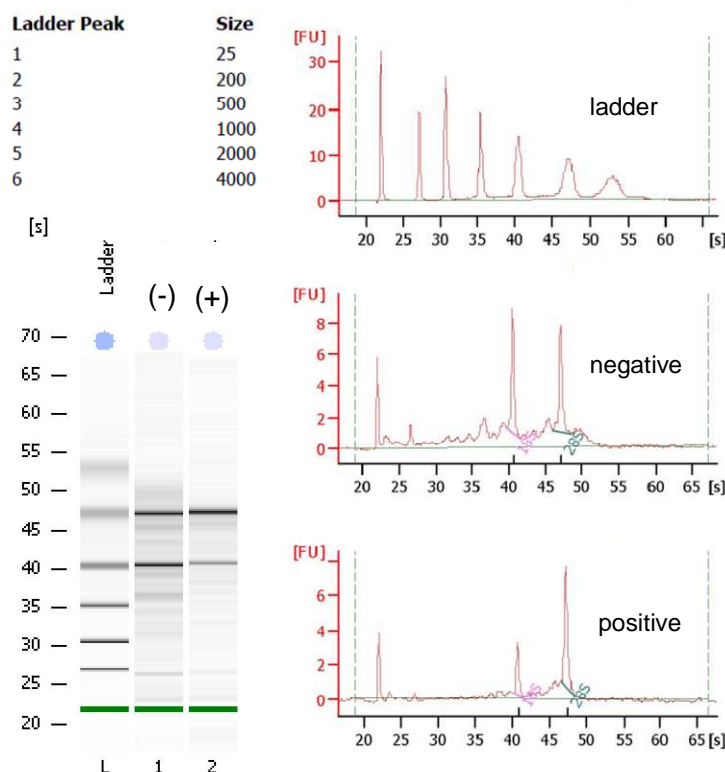 Ladder Peak Size
1 25
2 200
3 500
4 1000
5 2000
6 4000
[FU]
30
20
10
0
ladder
20 25 30 35 40 45 50 55 60 [s]
[s]
Ladder
(-) (+)
70
65
60
55
50
45
40
35
30
25
20
L 1 2
[FU]
8
6
4
2
0
negative
18S
28S
20 25 30 35 40 45 50 55 60 65 [s]
[FU]
6
4
2
0
positive
18S
28S
20 25 30 35 40 45 50 55 60 65 [s]